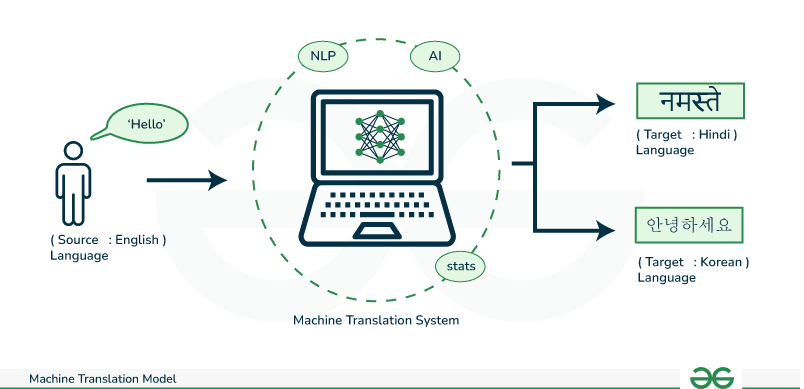 NLP
AI
‘Hello’
( Source : English )
Language
stats
Machine Translation System
नमस्ते
( Target : Hindi )
Language
안녕하세요
( Target : Korean )
Language
Machine Translation Model